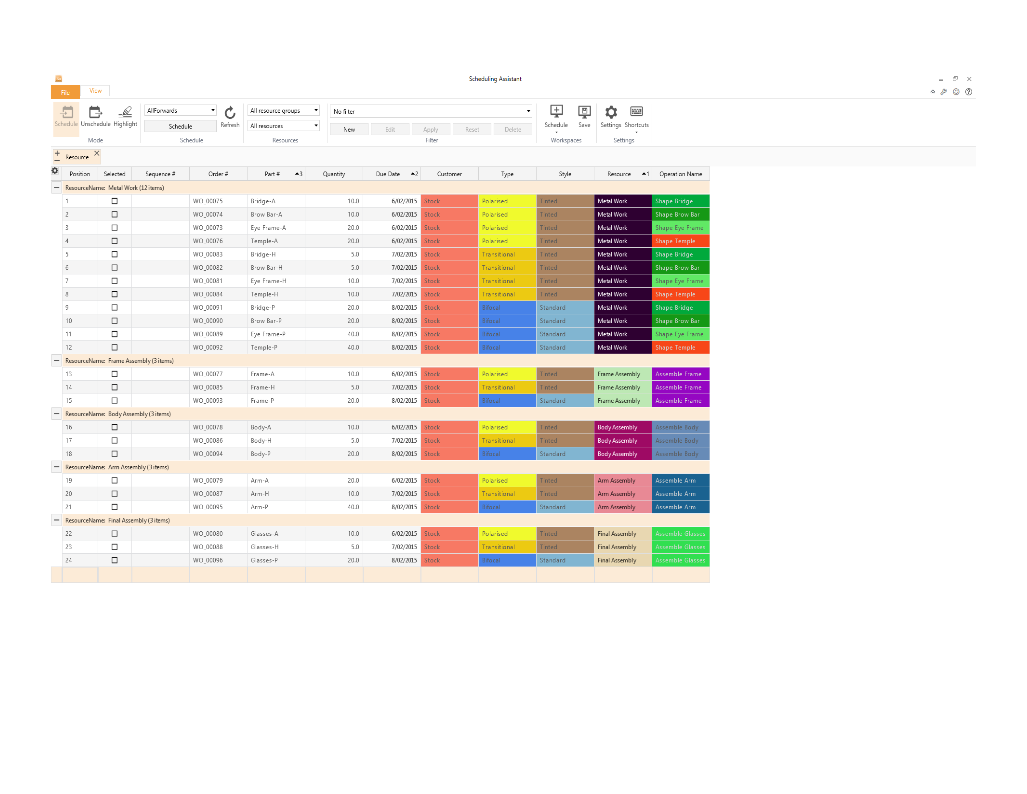 Scheduling Assistant
File View
Schedule Unschedule Highlight
Mode
AllForwards
Schedule
Refresh
Schedule
All resource groups
All resources
Resources
No filter
New Edit Apply Reset Delete
Filter
Schedule Save
Workspaces
Settings Shortcuts
Settings
Resource
Position Selected Sequence # Order # Part # 3 Quantity Due Date 2 Customer Type Style Resource 1 Operation Name
ResourceName: Metal Work (12 items)
1 WO_00075 Bridge-A 10.0 6/02/2015 Stock Polarised Tinted Metal Work Shape Bridge
2 WO_00074 Brow Bar-A 10.0 6/02/2015 Stock Polarised Tinted Metal Work Shape Brow Bar
3 WO_00073 Eye Frame-A 20.0 6/02/2015 Stock Polarised Tinted Metal Work Shape Eye Frame
4 WO_00076 Temple-A 20.0 6/02/2015 Stock Polarised Tinted Metal Work Shape Temple
5 WO_00083 Bridge-H 5.0 7/02/2015 Stock Transitional Tinted Metal Work Shape Bridge
6 WO_00082 Brow Bar-H 5.0 7/02/2015 Stock Transitional Tinted Metal Work Shape Brow Bar
7 WO_00081 Eye Frame-H 10.0 7/02/2015 Stock Transitional Tinted Metal Work Shape Eye Frame
8 WO_00084 Temple-H 10.0 7/02/2015 Stock Transitional Tinted Metal Work Shape Temple
9 WO_00091 Bridge-P 20.0 8/02/2015 Stock Bifocal Standard Metal Work Shape Bridge
10 WO_00090 Brow Bar-P 20.0 8/02/2015 Stock Bifocal Standard Metal Work Shape Brow Bar
11 WO_00089 Eye Frame-P 40.0 8/02/2015 Stock Bifocal Standard Metal Work Shape Eye Frame
12 WO_00092 Temple-P 40.0 8/02/2015 Stock Bifocal Standard Metal Work Shape Temple
ResourceName: Frame Assembly (3 items)
13 WO_00077 Frame-A 10.0 6/02/2015 Stock Polarised Tinted Frame Assembly Assemble Frame
14 WO_00085 Frame-H 5.0 7/02/2015 Stock Transitional Tinted Frame Assembly Assemble Frame
15 WO_00093 Frame-P 20.0 8/02/2015 Stock Bifocal Standard Frame Assembly Assemble Frame
ResourceName: Body Assembly (3 items)
16 WO_00078 Body-A 10.0 6/02/2015 Stock Polarised Tinted Body Assembly Assemble Body
17 WO_00086 Body-H 5.0 7/02/2015 Stock Transitional Tinted Body Assembly Assemble Body
18 WO_00094 Body-P 20.0 8/02/2015 Stock Bifocal Standard Body Assembly Assemble Body
ResourceName: Arm Assembly (3 items)
19 WO_00079 Arm-A 20.0 6/02/2015 Stock Polarised Tinted Arm Assembly Assemble Arm
20 WO_00087 Arm-H 10.0 7/02/2015 Stock Transitional Tinted Arm Assembly Assemble Arm
21 WO_00095 Arm-P 40.0 8/02/2015 Stock Bifocal Standard Arm Assembly Assemble Arm
ResourceName: Final Assembly (3 items)
22 WO_00080 Glasses-A 10.0 6/02/2015 Stock Polarised Tinted Final Assembly Assemble Glasses
23 WO_00088 Glasses-H 5.0 7/02/2015 Stock Transitional Tinted Final Assembly Assemble Glasses
24 WO_00096 Glasses-P 20.0 8/02/2015 Stock Bifocal Standard Final Assembly Assemble Glasses